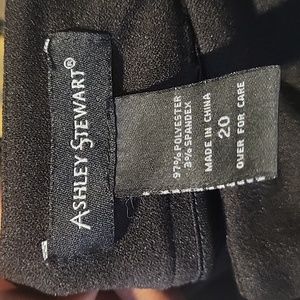 ASHLEY STEWART®
97% POLYESTER
3% SPANDEX
MADE IN CHINA
20
OVER FOR CARE